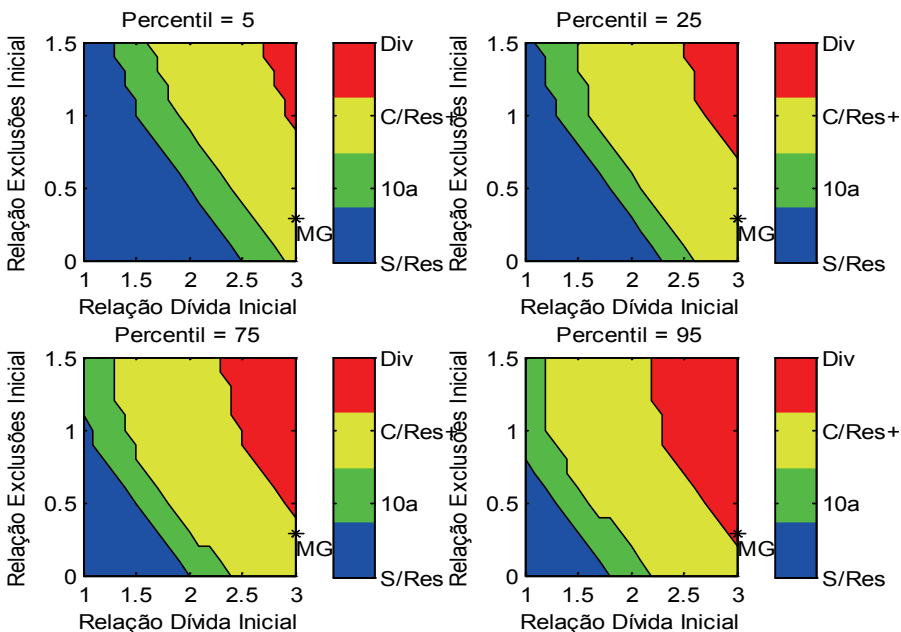 Percentil = 5
Relação Exclusões Inicial
1.5
1
0.5
0
1 1.5 2 2.5 3
Relação Dívida Inicial
MG
Div
C/Res+
10a
S/Res
Percentil = 25
Relação Exclusões Inicial
1.5
1
0.5
0
1 1.5 2 2.5 3
Relação Dívida Inicial
MG
Div
C/Res+
10a
S/Res
Percentil = 75
Relação Exclusões Inicial
1.5
1
0.5
0
1 1.5 2 2.5 3
Relação Dívida Inicial
MG
Div
C/Res+
10a
S/Res
Percentil = 95
Relação Exclusões Inicial
1.5
1
0.5
0
1 1.5 2 2.5 3
Relação Dívida Inicial
MG
Div
C/Res+
10a
S/Res